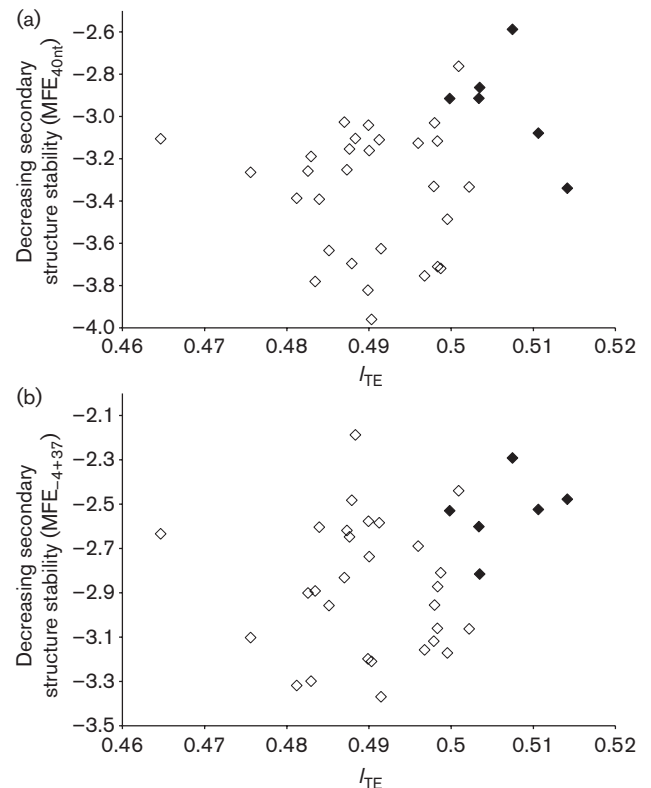 (a)
Decreasing secondary
structure stability (MFE40nt)
−2.6
−2.8
−3.0
−3.2
−3.4
−3.6
−3.8
−4.0
0.46 0.47 0.48 0.49 0.5 0.51 0.52
ITE
(b)
Decreasing secondary
structure stability (MFE−4+37)
−2.1
−2.3
−2.5
−2.7
−2.9
−3.1
−3.3
−3.5
0.46 0.47 0.48 0.49 0.5 0.51 0.52
ITE